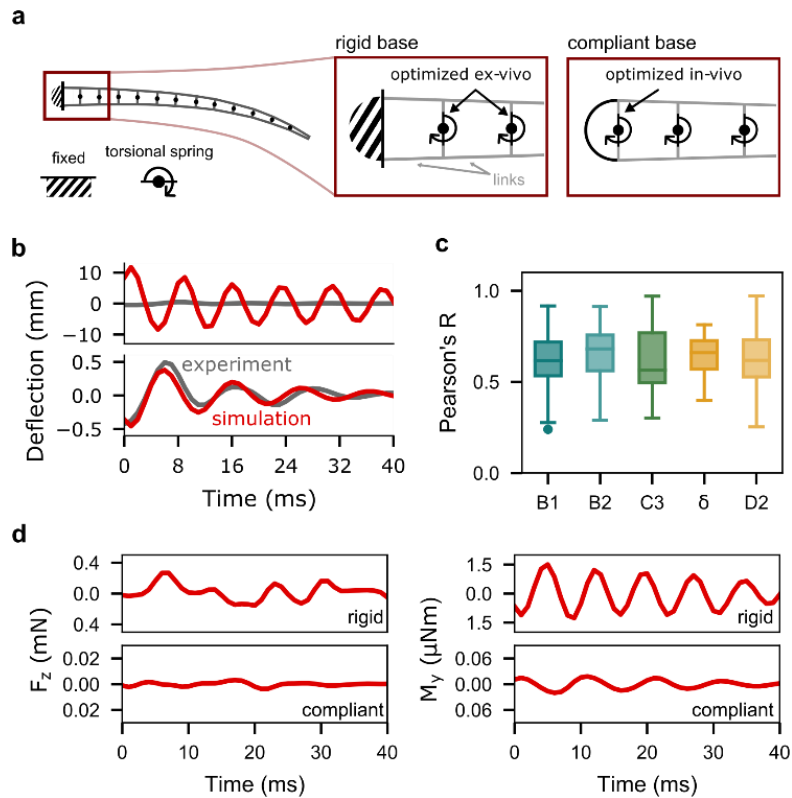 a
rigid base
compliant base
optimized ex-vivo
optimized in-vivo
fixed
torsional spring
links
b
Deflection (mm)
10
0
−10
0.5
0.0
−0.5
experiment
simulation
0 8 16 24 32 40
Time (ms)
c
Pearson's R
1.0
0.5
0.0
B1 B2 C3 δ D2
d
F_z (mN)
0.4
0.0
0.4
rigid
0.02
0.00
0.02
compliant
0 10 20 30 40
Time (ms)
M_y (μNm)
1.5
0.0
1.5
rigid
0.06
0.00
0.06
compliant
0 10 20 30 40
Time (ms)